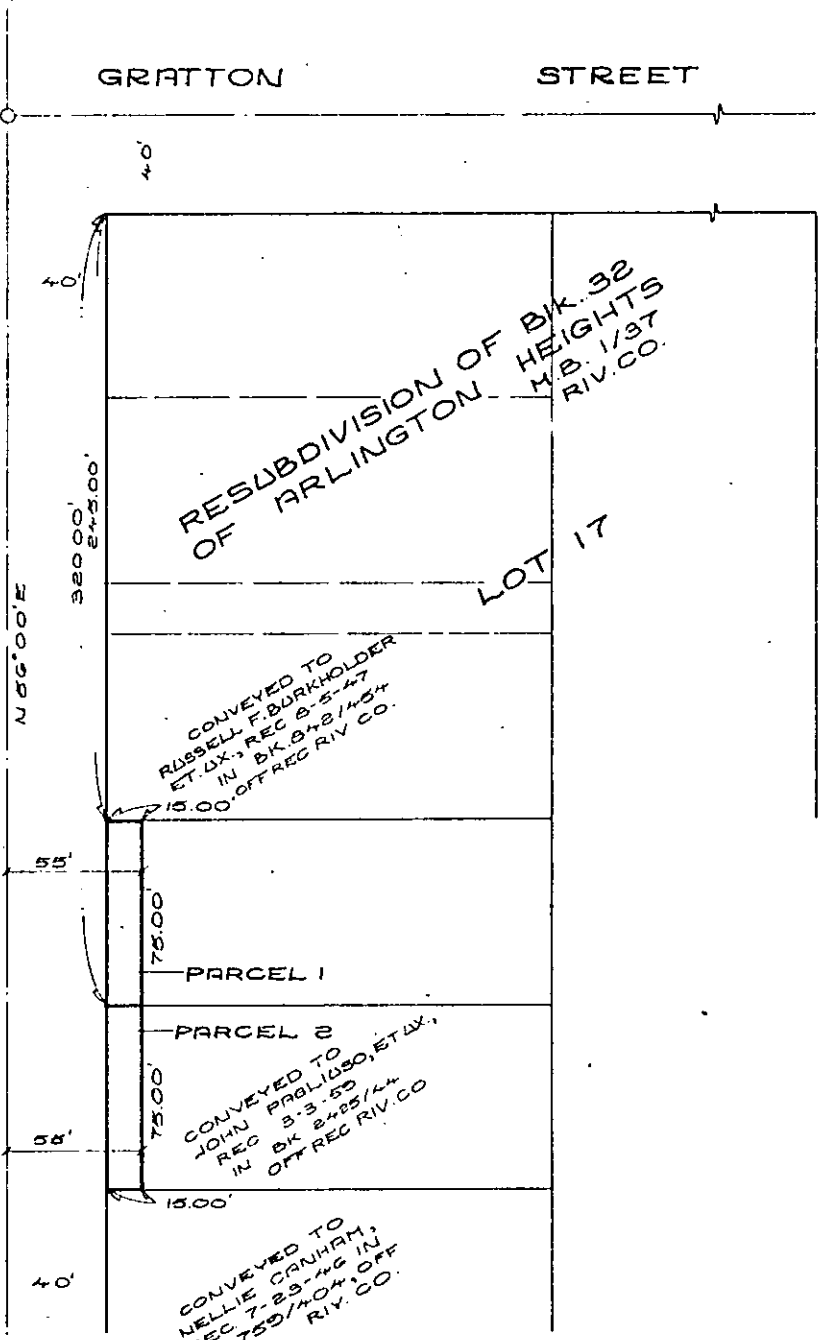 GRATTON STREET
40'
40'
RESUBDIVISION OF Blk. 32
OF ARLINGTON HEIGHTS
M.B. 1/37
RIV. CO.
320.00'
245.00'
N 56°00'E
LOT 17
CONVEYED TO
RUSSELL F. BURKHOLDER
ET. UX., REC 8-5-47
IN BK. 842/454
OFF REC RIV CO.
15.00'
55'
75.00'
PARCEL 1
PARCEL 2
CONVEYED TO
JOHN PAGLIUSO, ET UX.,
REC 3-3-59
IN BK 2425/44
OFF REC RIV. CO
75.00'
55'
15.00'
CONVEYED TO
NELLIE CANHAM,
REC. 7-23-46 IN
759/404, OFF
RIV. CO.
40'